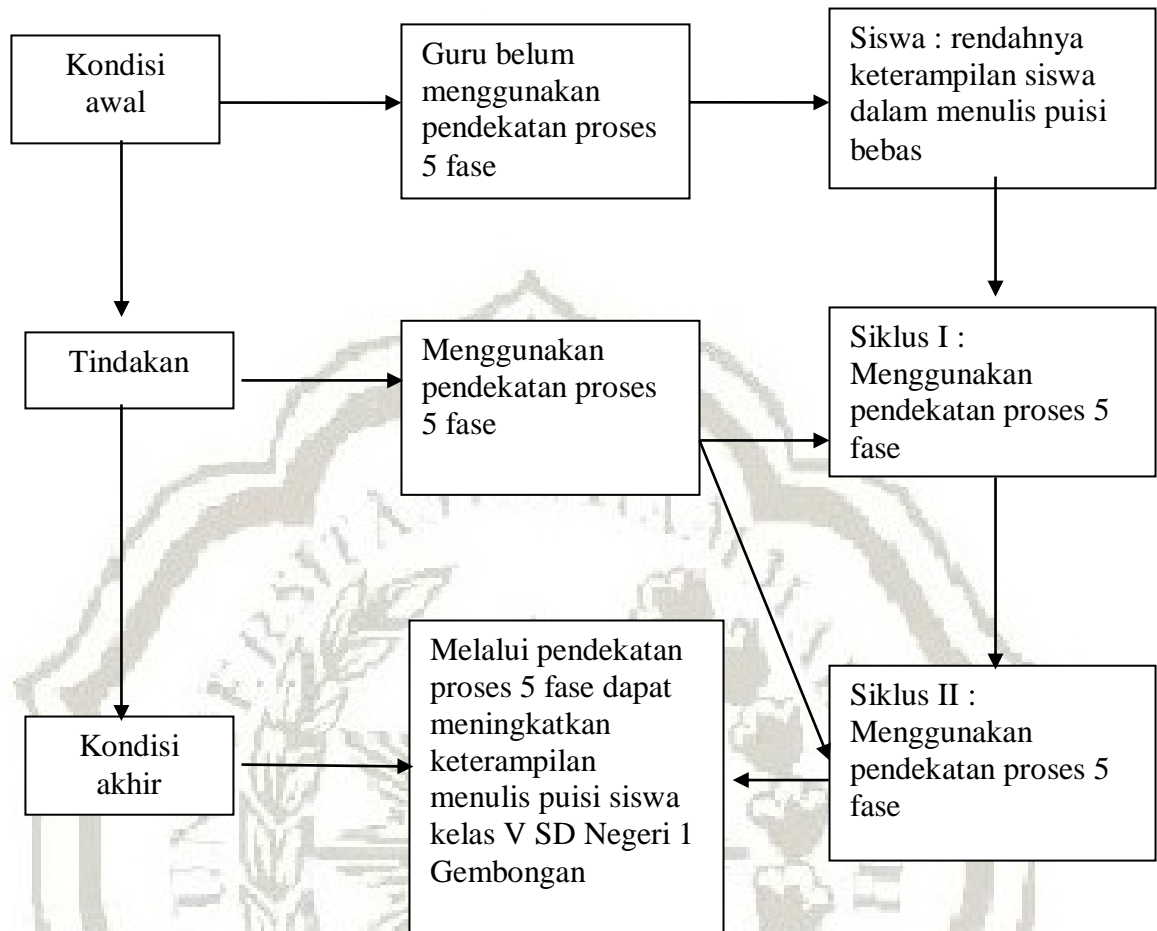 Kondisi
awal
Guru belum
menggunakan
pendekatan proses
5 fase
Siswa : rendahnya
keterampilan siswa
dalam menulis puisi
bebas
Tindakan
Menggunakan
pendekatan proses
5 fase
Siklus I :
Menggunakan
pendekatan proses 5
fase
Kondisi
akhir
Melalui pendekatan
proses 5 fase dapat
meningkatkan
keterampilan
menulis puisi siswa
kelas V SD Negeri 1
Gembongan
Siklus II :
Menggunakan
pendekatan proses 5
fase